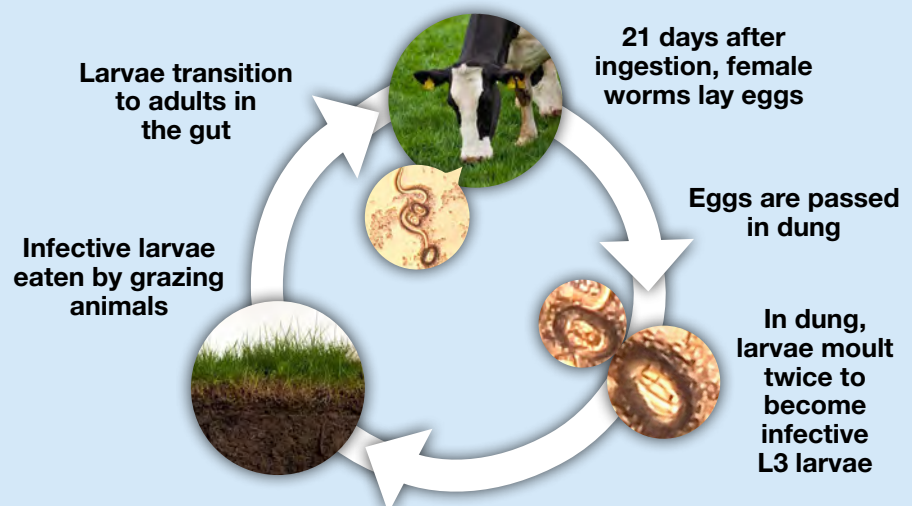 21 days after
ingestion, female
worms lay eggs
Eggs are passed
in dung
In dung,
larvae moult
twice to
become
infective
L3 larvae
Infective larvae
eaten by grazing
animals
Larvae transition
to adults in
the gut